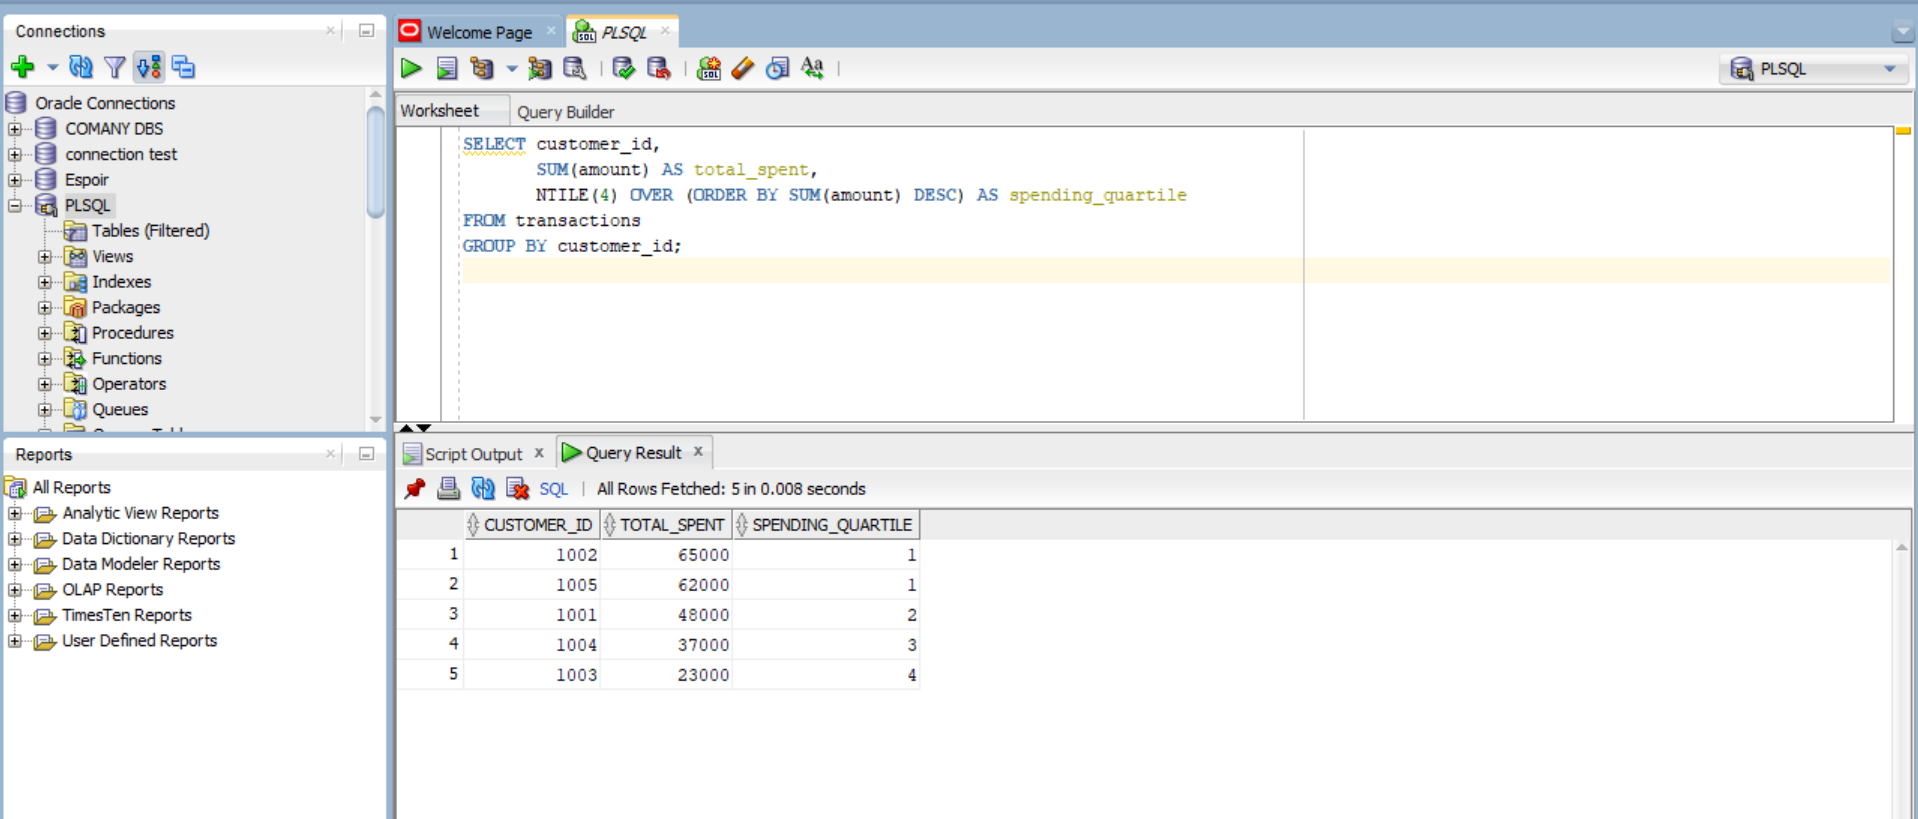 Connections
Oracle Connections
COMANY DBS
connection test
Espoir
PLSQL
Tables (Filtered)
Views
Indexes
Packages
Procedures
Functions
Operators
Queues
Reports
All Reports
Analytic View Reports
Data Dictionary Reports
Data Modeler Reports
OLAP Reports
TimesTen Reports
User Defined Reports
Welcome Page
PLSQL
PLSQL
Worksheet Query Builder
SELECT customer_id,
SUM(amount) AS total_spent,
NTILE(4) OVER (ORDER BY SUM(amount) DESC) AS spending_quartile
FROM transactions
GROUP BY customer_id;
Script Output x Query Result x
SQL | All Rows Fetched: 5 in 0.008 seconds
CUSTOMER_ID TOTAL_SPENT SPENDING_QUARTILE
1 1002 65000 1
2 1005 62000 1
3 1001 48000 2
4 1004 37000 3
5 1003 23000 4